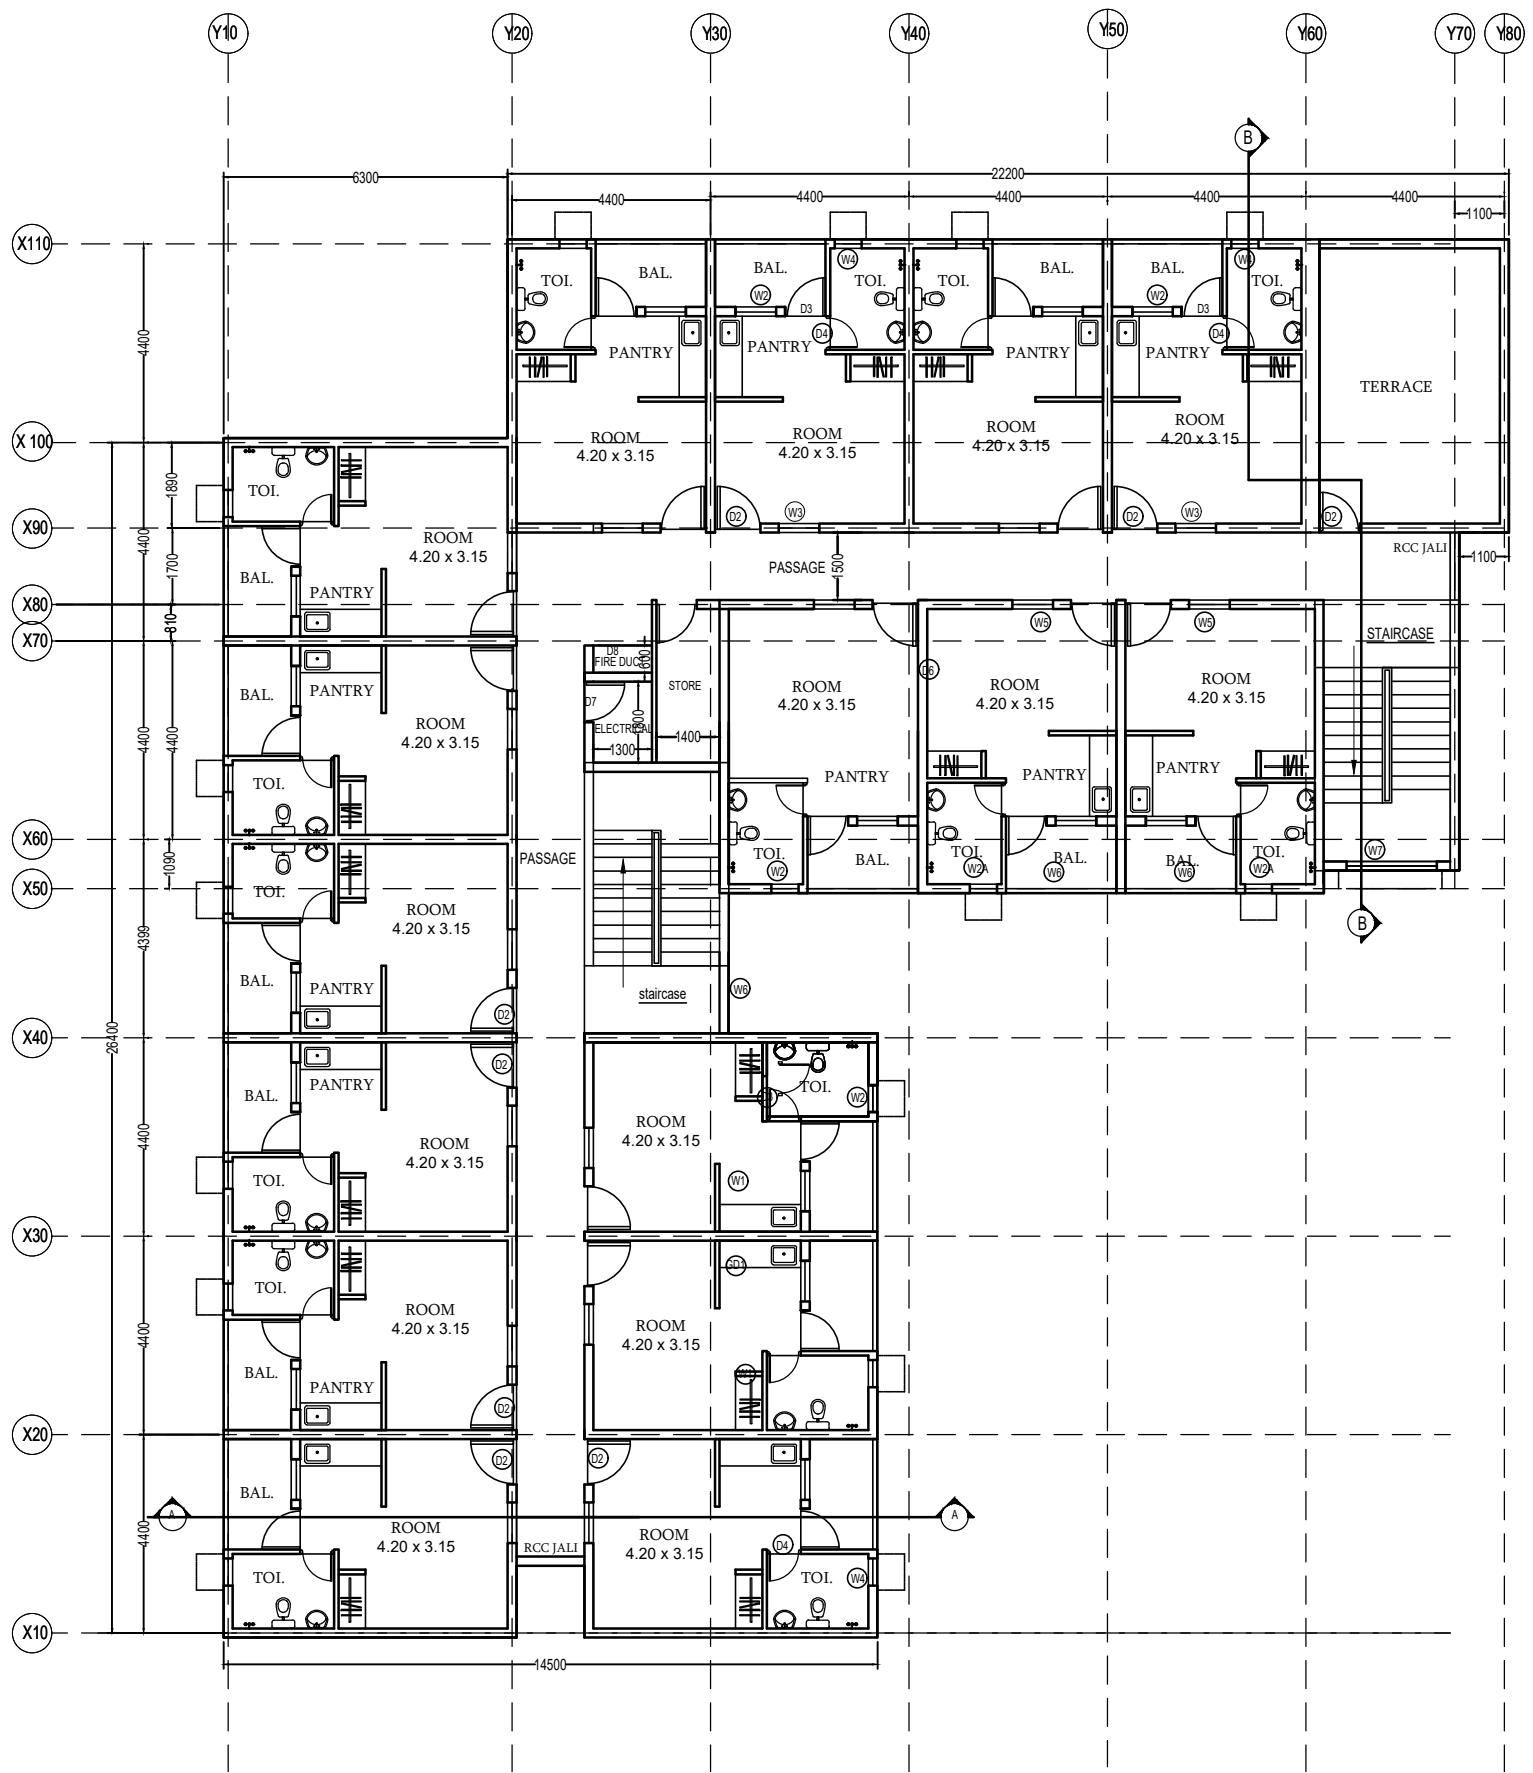 Y10
Y20
Y30
Y40
Y50
Y60
Y70
Y80
B
6300
22200
4400
4400
4400
4400
4400
1100
X110
TOI.
BAL.
BAL.
W4
TOI.
TOI.
BAL.
BAL.
TOI.
W2
D3
D4
W2
D3
D4
4400
PANTRY
PANTRY
PANTRY
PANTRY
TERRACE
X 100
ROOM
4.20 x 3.15
ROOM
4.20 x 3.15
ROOM
4.20 x 3.15
ROOM
4.20 x 3.15
1890
TOI.
X90
D2
W3
D2
W3
D2
4400
1700
ROOM
4.20 x 3.15
PASSAGE
1500
RCC JALI
1100
BAL.
PANTRY
X80
810
X70
W5
W5
STAIRCASE
D8
FIRE DUC
600
D6
BAL.
PANTRY
STORE
ROOM
4.20 x 3.15
ROOM
4.20 x 3.15
ROOM
4.20 x 3.15
D7
ROOM
4.20 x 3.15
ELECTRICAL
4400
4400
1300
1400
TOI.
PANTRY
PANTRY
PANTRY
X60
1090
PASSAGE
TOI.
BAL.
TOI.
BAL.
BAL.
TOI.
W7
W2
W2A
W6
W6
W2A
X50
TOI.
ROOM
4.20 x 3.15
B
4399
BAL.
PANTRY
staircase
W6
D2
X40
26400
D2
PANTRY
BAL.
TOI.
W2
4400
ROOM
4.20 x 3.15
ROOM
4.20 x 3.15
TOI.
W1
X30
TOI.
GD1
4400
ROOM
4.20 x 3.15
ROOM
4.20 x 3.15
BAL.
PANTRY
D2
X20
D2
D2
BAL.
A
A
4400
ROOM
4.20 x 3.15
RCC JALI
ROOM
4.20 x 3.15
D4
TOI.
TOI.
W4
X10
14500